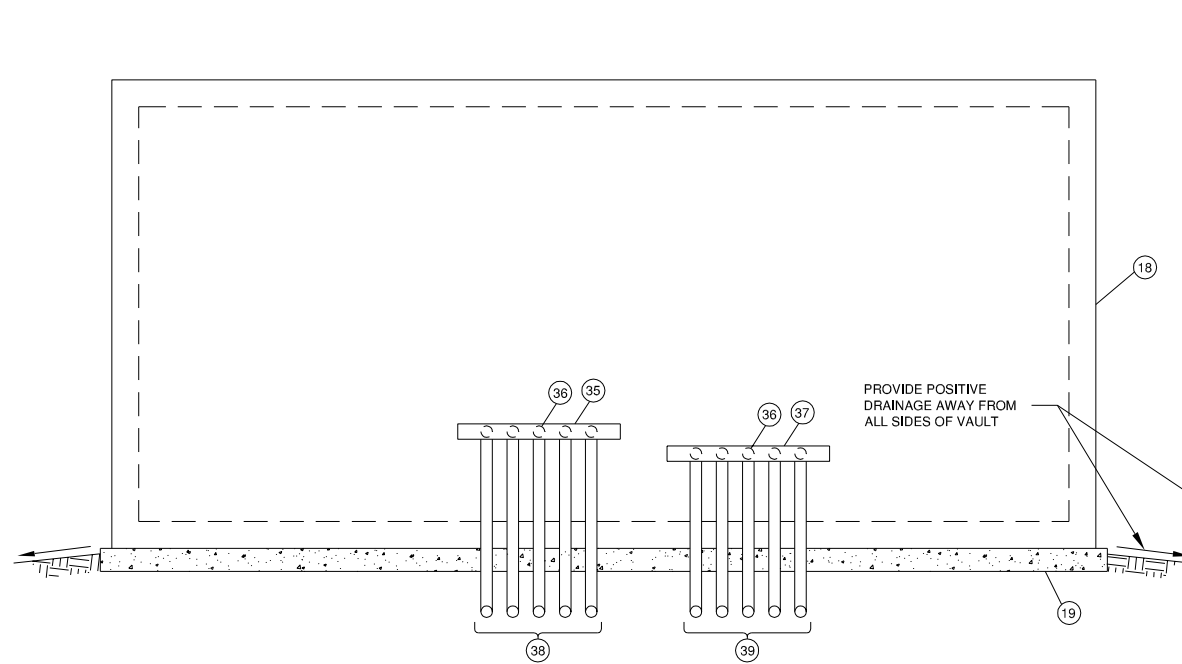 18
36
35
PROVIDE POSITIVE
DRAINAGE AWAY FROM
ALL SIDES OF VAULT
36
37
19
38
39